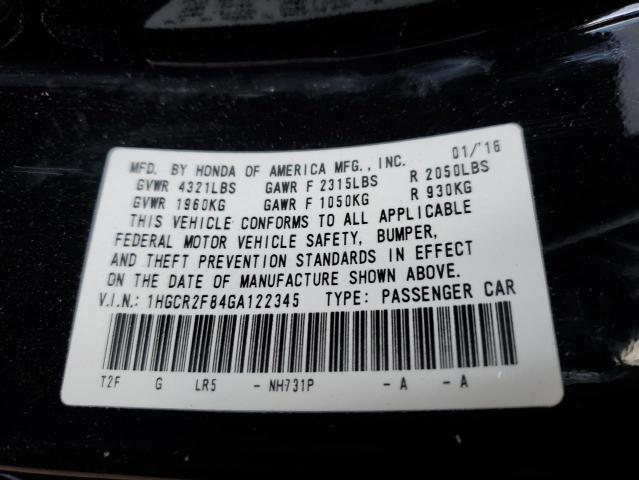 MFD. BY HONDA OF AMERICA MFG., INC. 01/'16
GVWR 4321LBS GAWR F 2315LBS R 2050LBS
GVWR 1960KG GAWR F 1050KG R 930KG
THIS VEHICLE CONFORMS TO ALL APPLICABLE
FEDERAL MOTOR VEHICLE SAFETY, BUMPER,
AND THEFT PREVENTION STANDARDS IN EFFECT
ON THE DATE OF MANUFACTURE SHOWN ABOVE.
V.I.N.: 1HGCR2F84GA122345 TYPE: PASSENGER CAR
T2F G LR5 - NH-731P - A - A